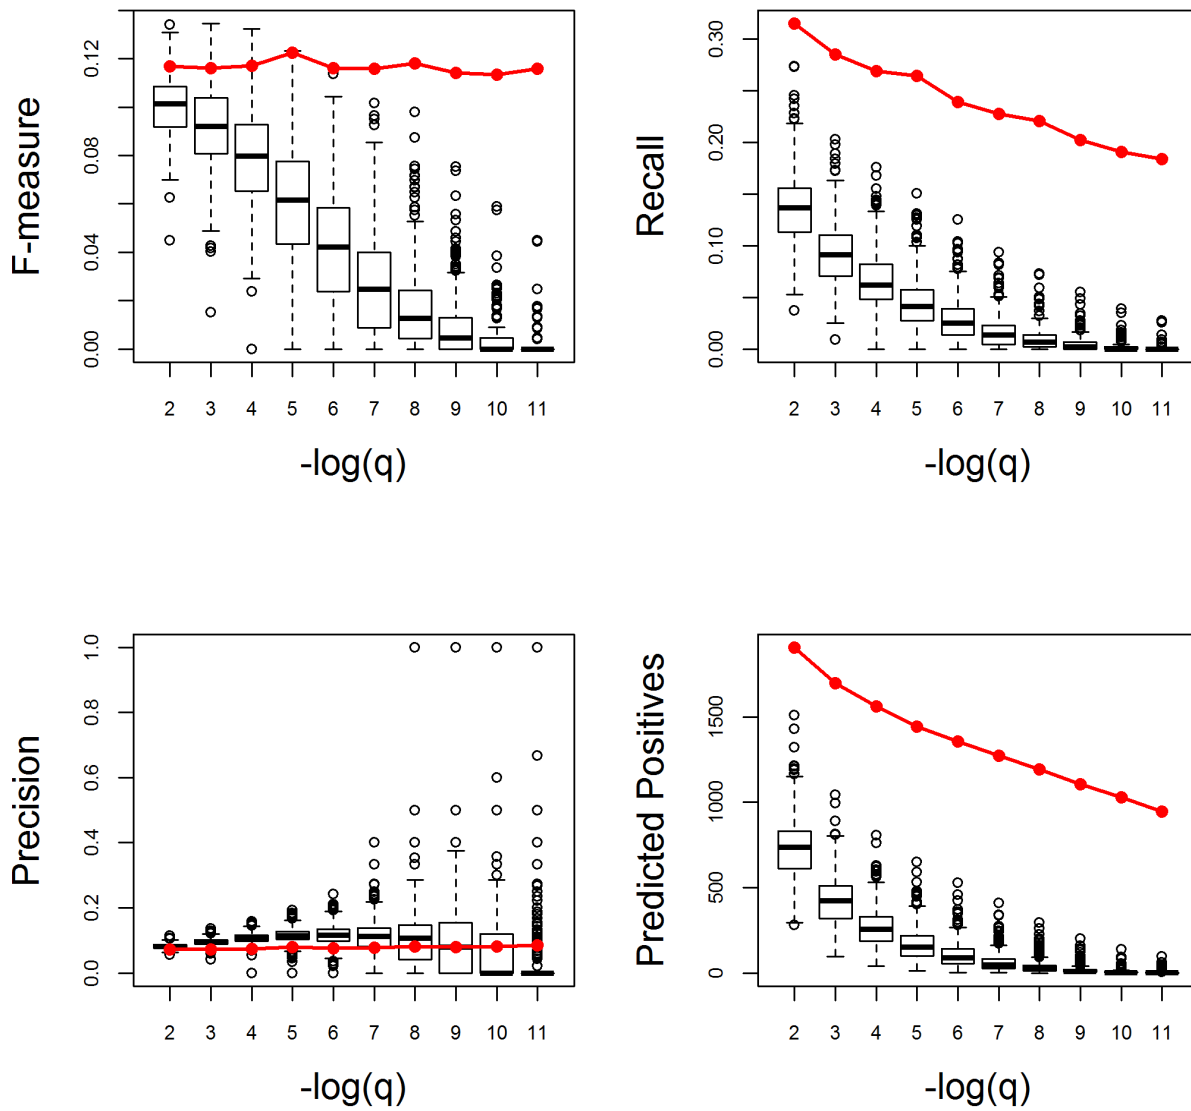 F-measure
0.00 0.04 0.08 0.12
2 3 4 5 6 7 8 9 10 11
-log(q)
Recall
0.00 0.10 0.20 0.30
2 3 4 5 6 7 8 9 10 11
-log(q)
Precision
0.0 0.2 0.4 0.6 0.8 1.0
2 3 4 5 6 7 8 9 10 11
-log(q)
Predicted Positives
0 500 1000 1500
2 3 4 5 6 7 8 9 10 11
-log(q)